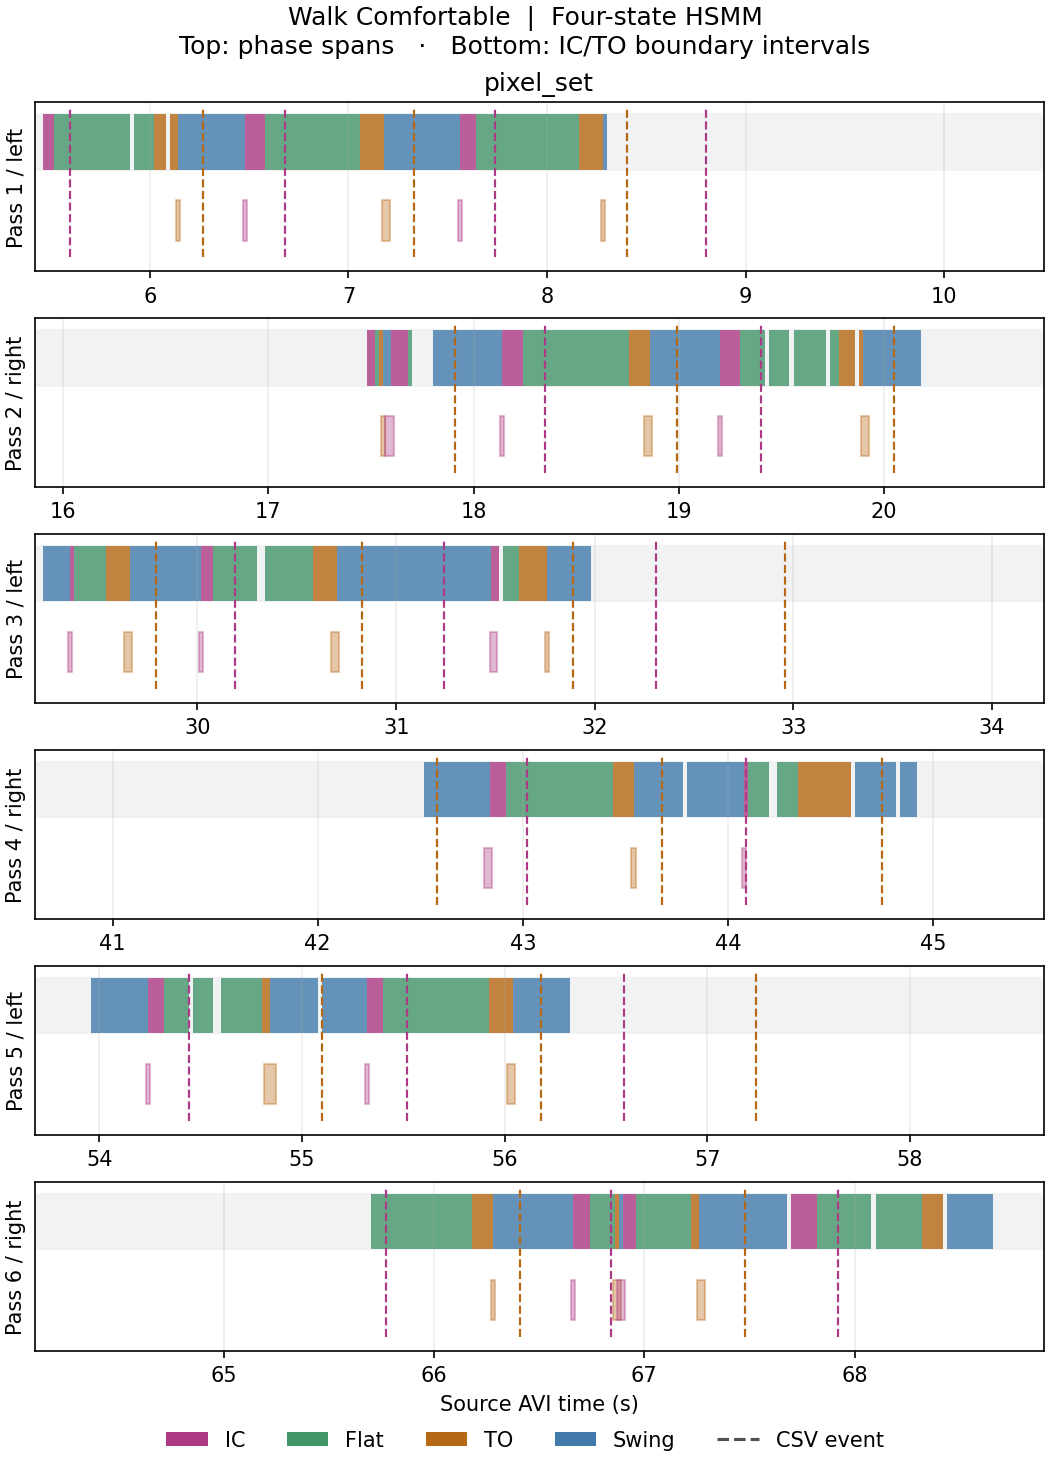 Walk Comfortable | Four-state HSMM
Top: phase spans · Bottom: IC/TO boundary intervals
pixel_set
Pass 1 / left
6 7 8 9 10
Pass 2 / right
16 17 18 19 20
Pass 3 / left
30 31 32 33 34
Pass 4 / right
41 42 43 44 45
Pass 5 / left
54 55 56 57 58
Pass 6 / right
65 66 67 68
Source AVI time (s)
IC Flat TO Swing CSV event